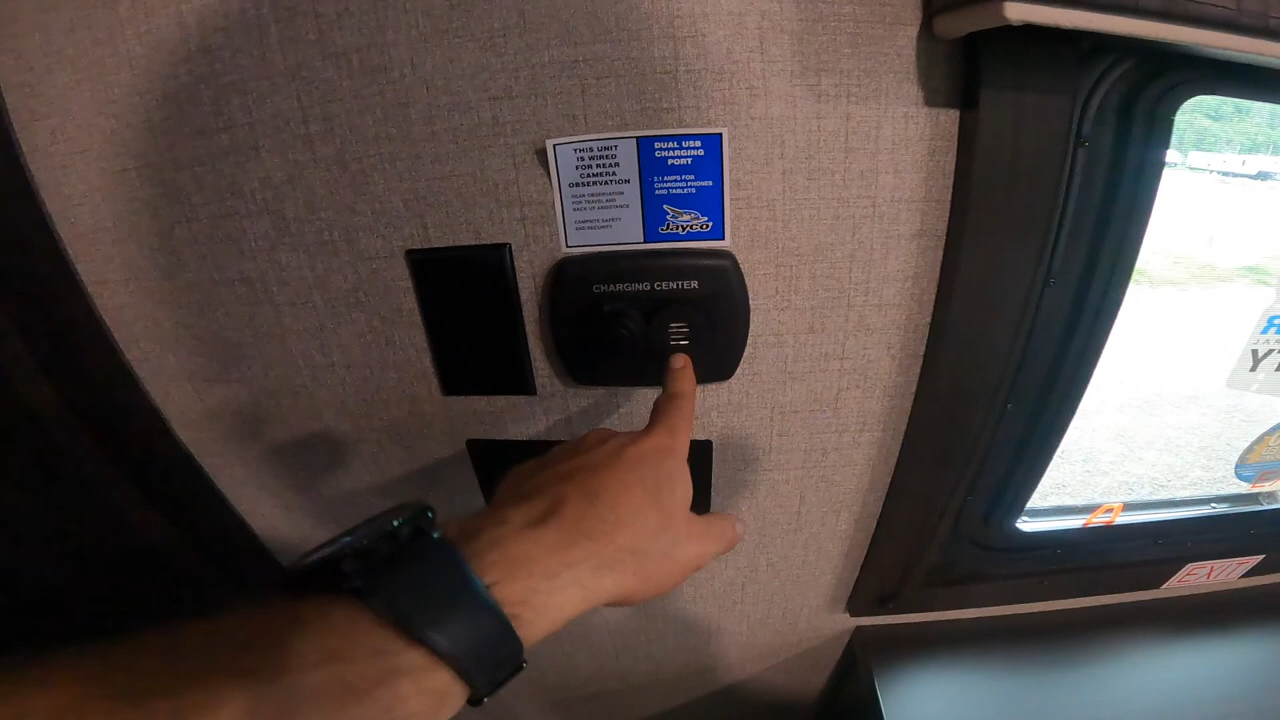 THIS UNIT
IS WIRED
FOR REAR
CAMERA
OBSERVATION
REAR OBSERVATION
FOR TRAVEL AND
BACK UP ASSISTANCE
CAMPSITE SAFETY
AND SECURITY
DUAL USB
CHARGING
PORT
- 2.1 AMPS FOR
CHARGING PHONES
AND TABLETS
Jayco
CHARGING CENTER
EXIT